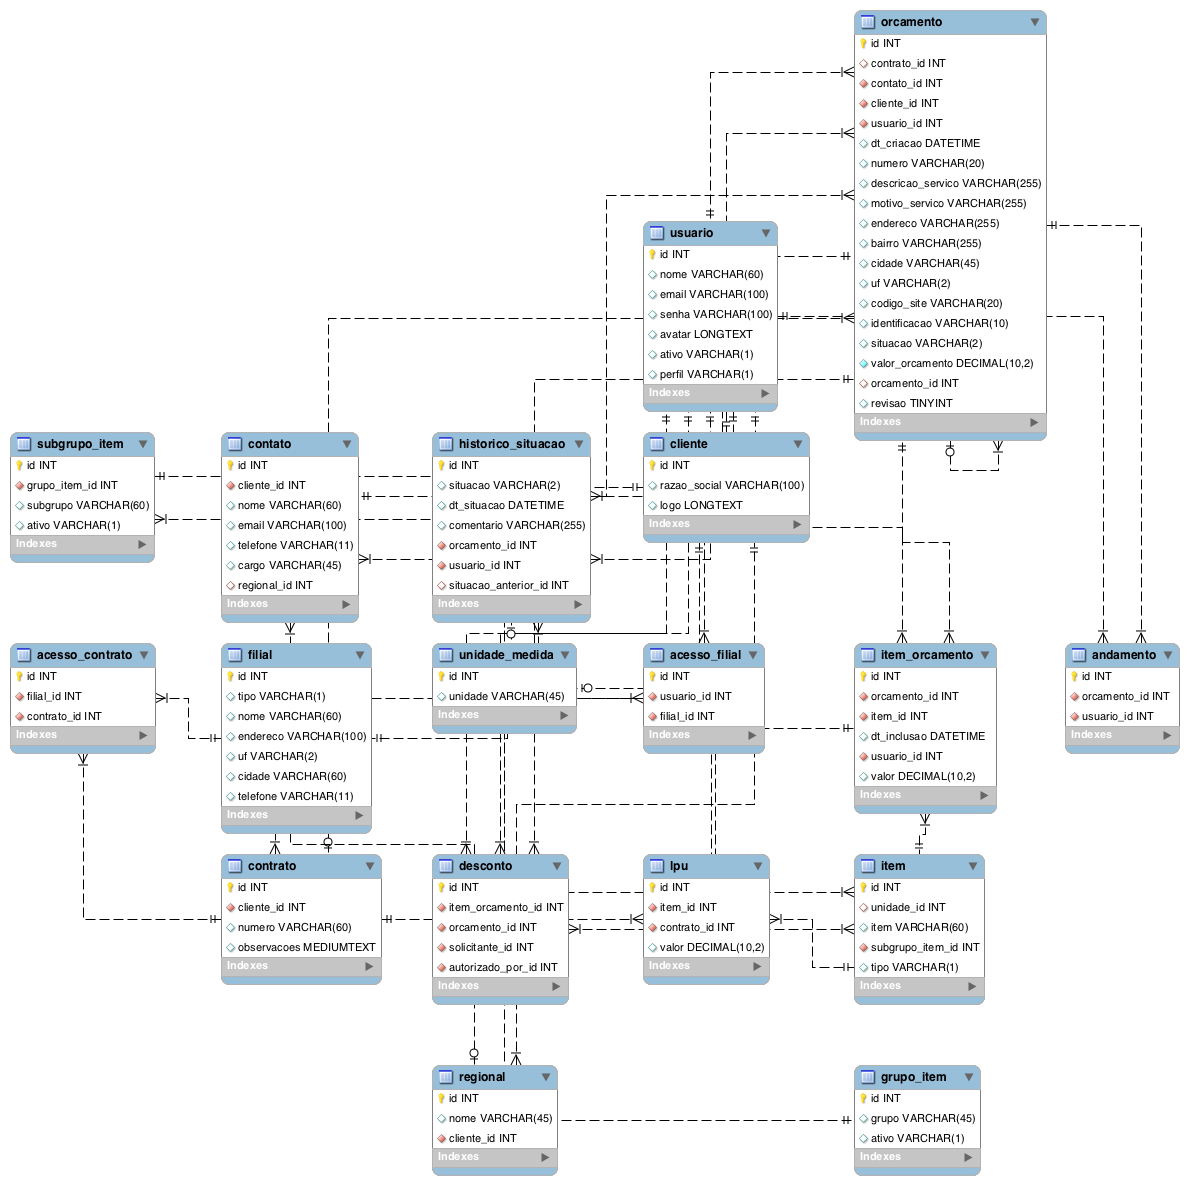 orcamento
id INT
contrato_id INT
contato_id INT
cliente_id INT
usuario_id INT
dt_criacao DATETIME
numero VARCHAR(20)
descricao_servico VARCHAR(255)
motivo_servico VARCHAR(255)
endereco VARCHAR(255)
bairro VARCHAR(255)
cidade VARCHAR(45)
uf VARCHAR(2)
codigo_site VARCHAR(20)
identificacao VARCHAR(10)
situacao VARCHAR(2)
valor_orcamento DECIMAL(10,2)
orcamento_id INT
revisao TINYINT
Indexes
usuario
id INT
nome VARCHAR(60)
email VARCHAR(100)
senha VARCHAR(100)
avatar LONGTEXT
ativo VARCHAR(1)
perfil VARCHAR(1)
Indexes
subgrupo_item
id INT
grupo_item_id INT
subgrupo VARCHAR(60)
ativo VARCHAR(1)
Indexes
contato
id INT
cliente_id INT
nome VARCHAR(60)
email VARCHAR(100)
telefone VARCHAR(11)
cargo VARCHAR(45)
regional_id INT
Indexes
historico_situacao
id INT
situacao VARCHAR(2)
dt_situacao DATETIME
comentario VARCHAR(255)
orcamento_id INT
usuario_id INT
situacao_anterior_id INT
Indexes
cliente
id INT
razao_social VARCHAR(100)
logo LONGTEXT
Indexes
acesso_contrato
id INT
filial_id INT
contrato_id INT
Indexes
filial
id INT
tipo VARCHAR(1)
nome VARCHAR(60)
endereco VARCHAR(100)
uf VARCHAR(2)
cidade VARCHAR(60)
telefone VARCHAR(11)
Indexes
unidade_medida
id INT
unidade VARCHAR(45)
Indexes
acesso_filial
id INT
usuario_id INT
filial_id INT
Indexes
item_orcamento
id INT
orcamento_id INT
item_id INT
dt_inclusao DATETIME
usuario_id INT
valor DECIMAL(10,2)
Indexes
andamento
id INT
orcamento_id INT
usuario_id INT
Indexes
contrato
id INT
cliente_id INT
numero VARCHAR(60)
observacoes MEDIUMTEXT
Indexes
desconto
id INT
item_orcamento_id INT
orcamento_id INT
solicitante_id INT
autorizado_por_id INT
Indexes
lpu
id INT
item_id INT
contrato_id INT
valor DECIMAL(10,2)
Indexes
item
id INT
unidade_id INT
item VARCHAR(60)
subgrupo_item_id INT
tipo VARCHAR(1)
Indexes
regional
id INT
nome VARCHAR(45)
cliente_id INT
Indexes
grupo_item
id INT
grupo VARCHAR(45)
ativo VARCHAR(1)
Indexes